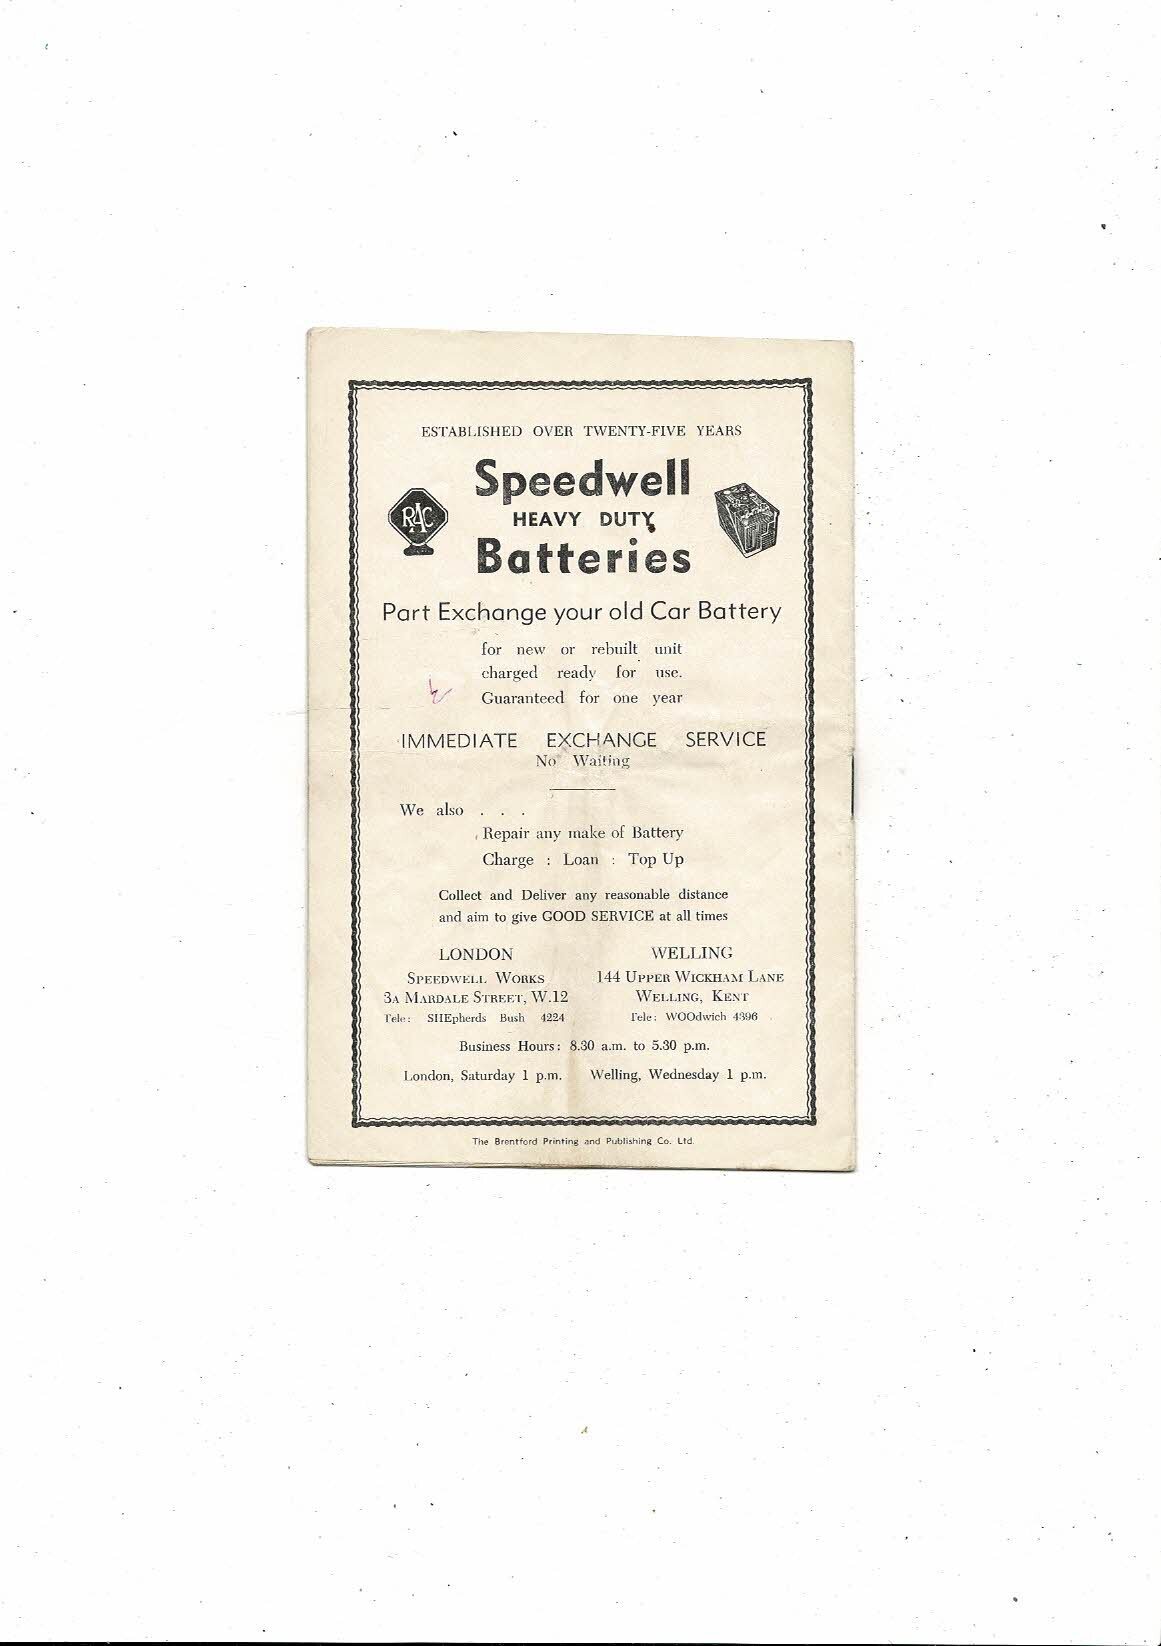 ESTABLISHED OVER TWENTY-FIVE YEARS
Speedwell
RAC
HEAVY DUTY
Batteries
Part Exchange your old Car Battery
for new or rebuilt unit
charged ready for use.
Guaranteed for one year
IMMEDIATE EXCHANGE SERVICE
No Waiting
We also . . .
Repair any make of Battery
Charge : Loan : Top Up
Collect and Deliver any reasonable distance
and aim to give GOOD SERVICE at all times
LONDON
SPEEDWELL WORKS
3A MARDALE STREET, W.12
Tele: SHEpherds Bush 4224
WELLING
144 UPPER WICKHAM LANE
WELLING, KENT
Tele: WOOdwich 4396
Business Hours: 8.30 a.m. to 5.30 p.m.
London, Saturday 1 p.m. Welling, Wednesday 1 p.m.
The Brentford Printing and Publishing Co. Ltd.